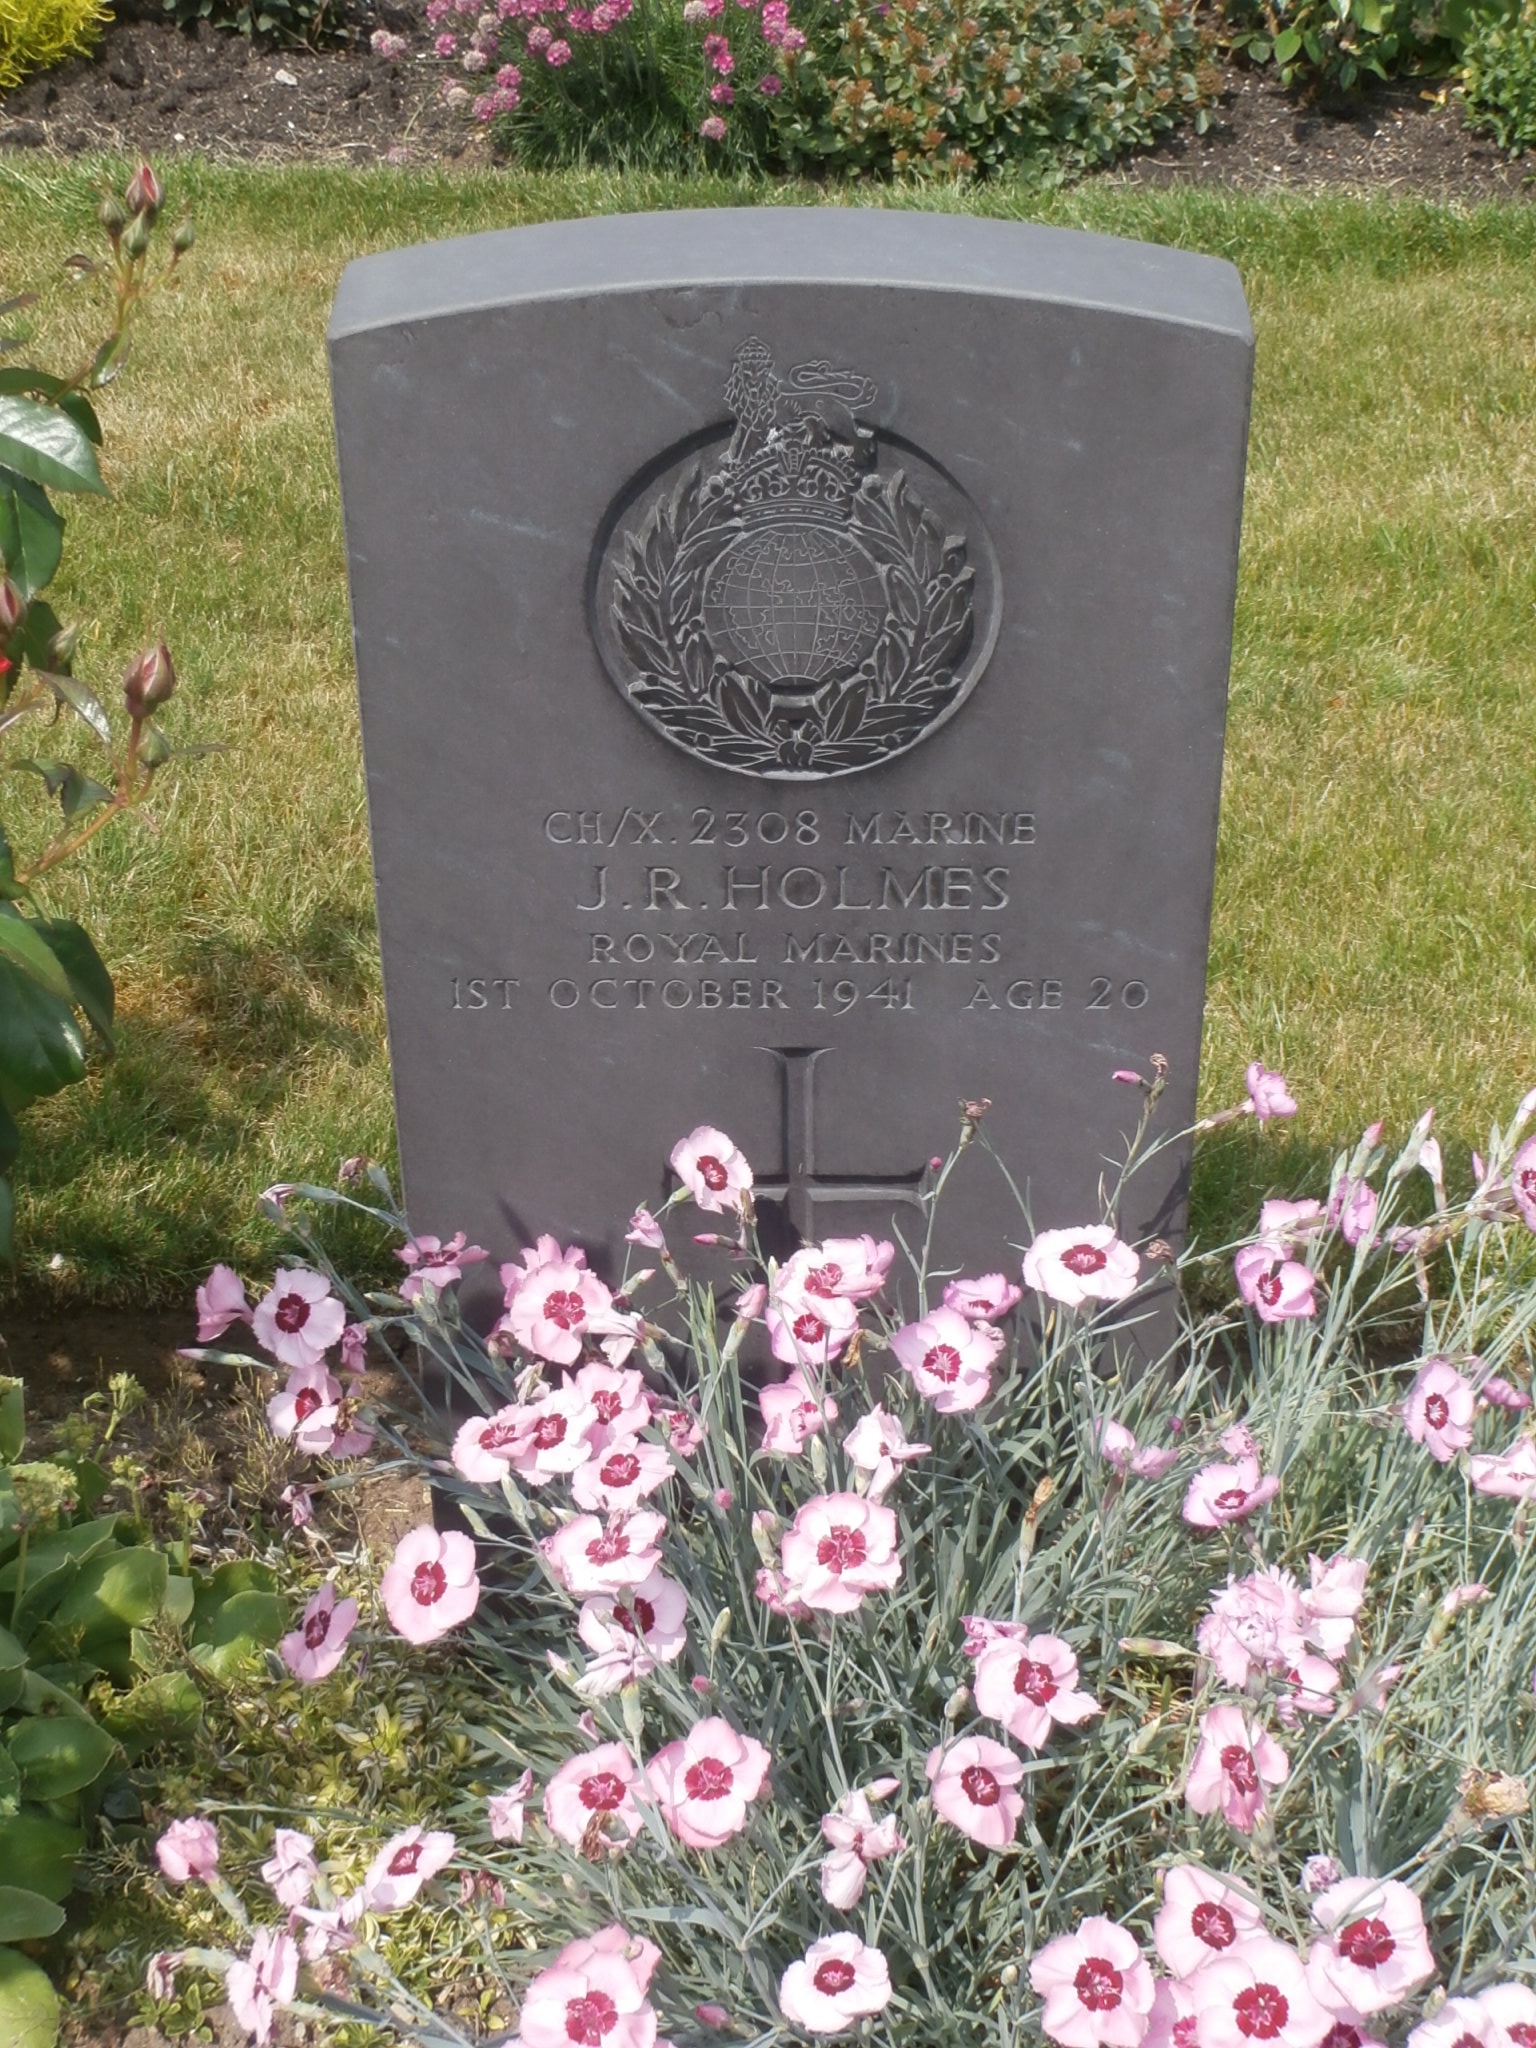 CH/X. 2308 MARINE
J. R. HOLMES
ROYAL MARINES
1ST OCTOBER 1941 AGE 20